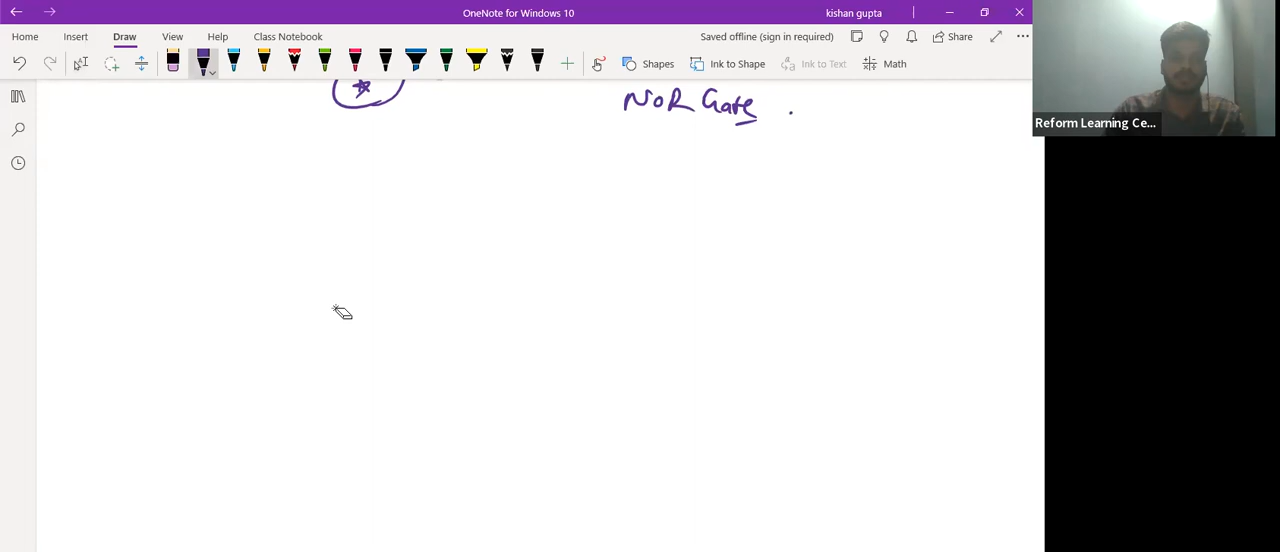 OneNote for Windows 10
kishan gupta
Home Insert Draw View Help Class Notebook
Saved offline (sign in required)
Share
Shapes
Ink to Shape
Ink to Text
Math
NOR Gate .
Reform Learning Ce...